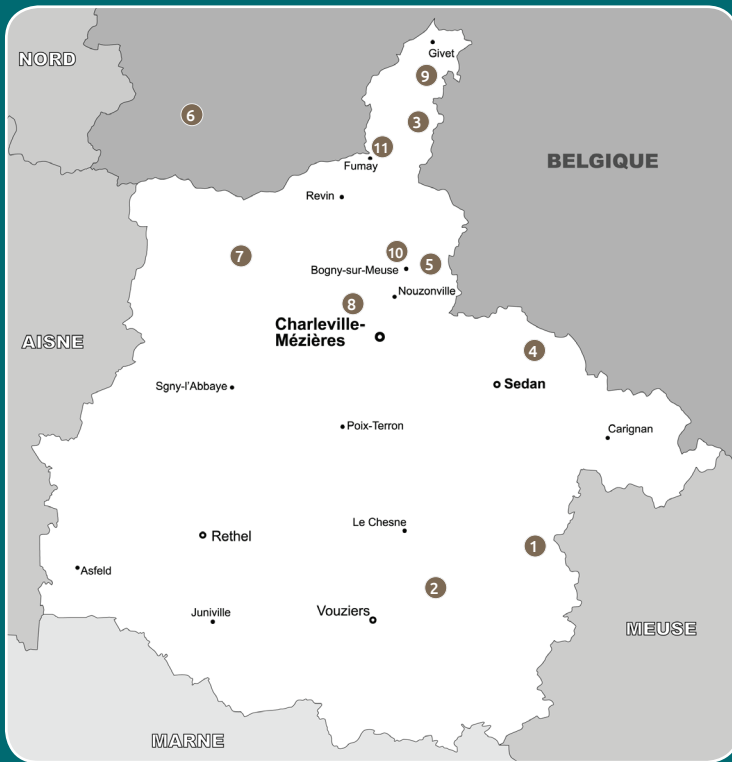 Givet
NORD
9
6
3
11
BELGIQUE
Fumay
Revin
10
7
5
Bogny-sur-Meuse
Nouzonville
8
Charleville-
Mézières
AISNE
4
Sgny-l'Abbaye
Sedan
Poix-Terron
Carignan
Le Chesne
Rethel
1
Asfeld
2
Juniville
Vouziers
MEUSE
MARNE